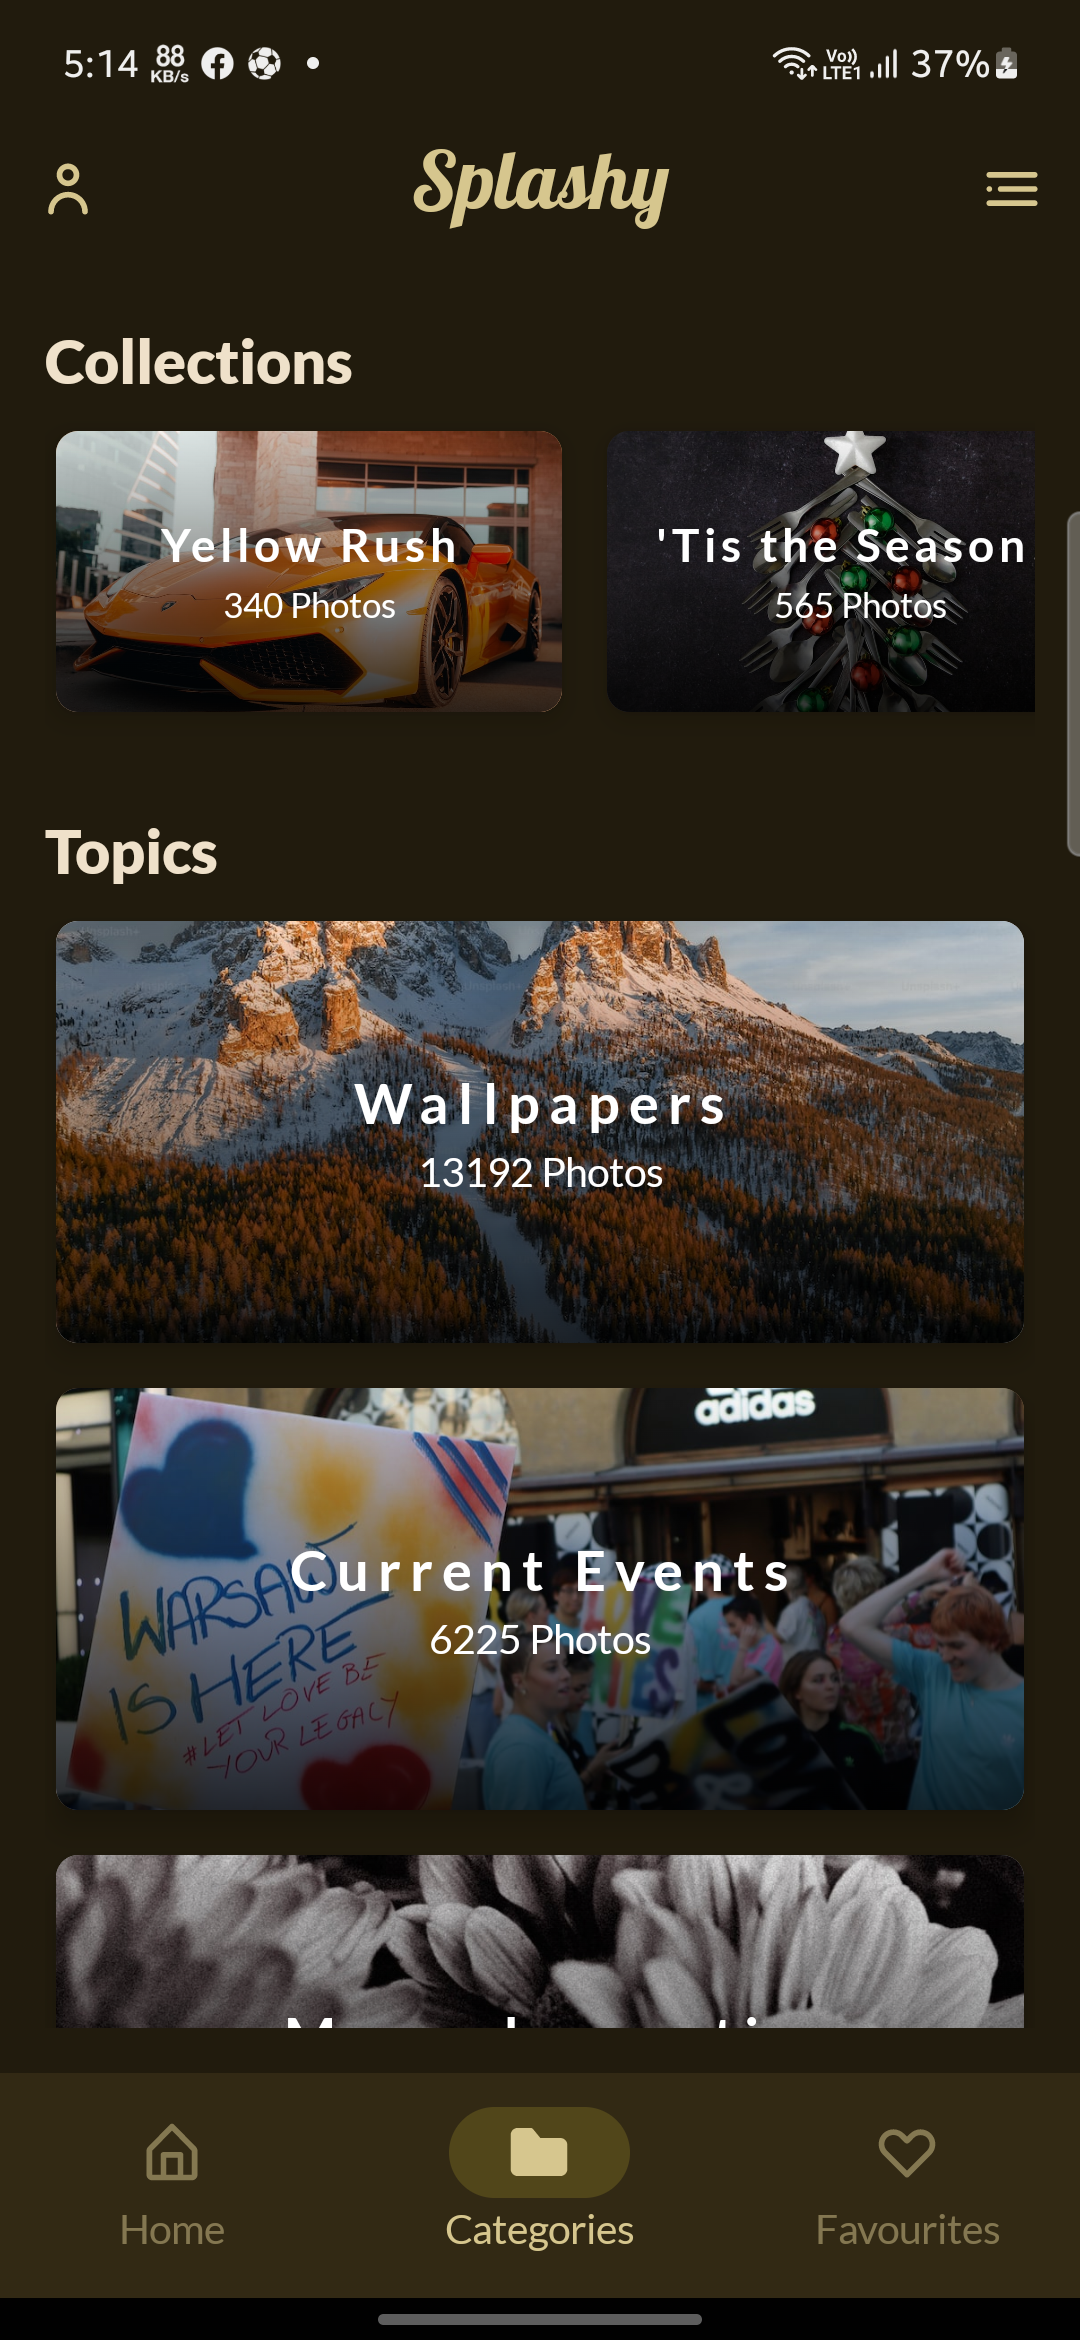 5:14 88 KB/s Vo)) LTE1 37%
Splashy
Collections
Yellow Rush
340 Photos
'Tis the Season
565 Photos
Topics
Unsplash+
Wallpapers
13192 Photos
adidas
WARSAW
IS HERE
#LET LOVE BE
YOUR LEGACY
LOVE
Current Events
6225 Photos
Home
Categories
Favourites